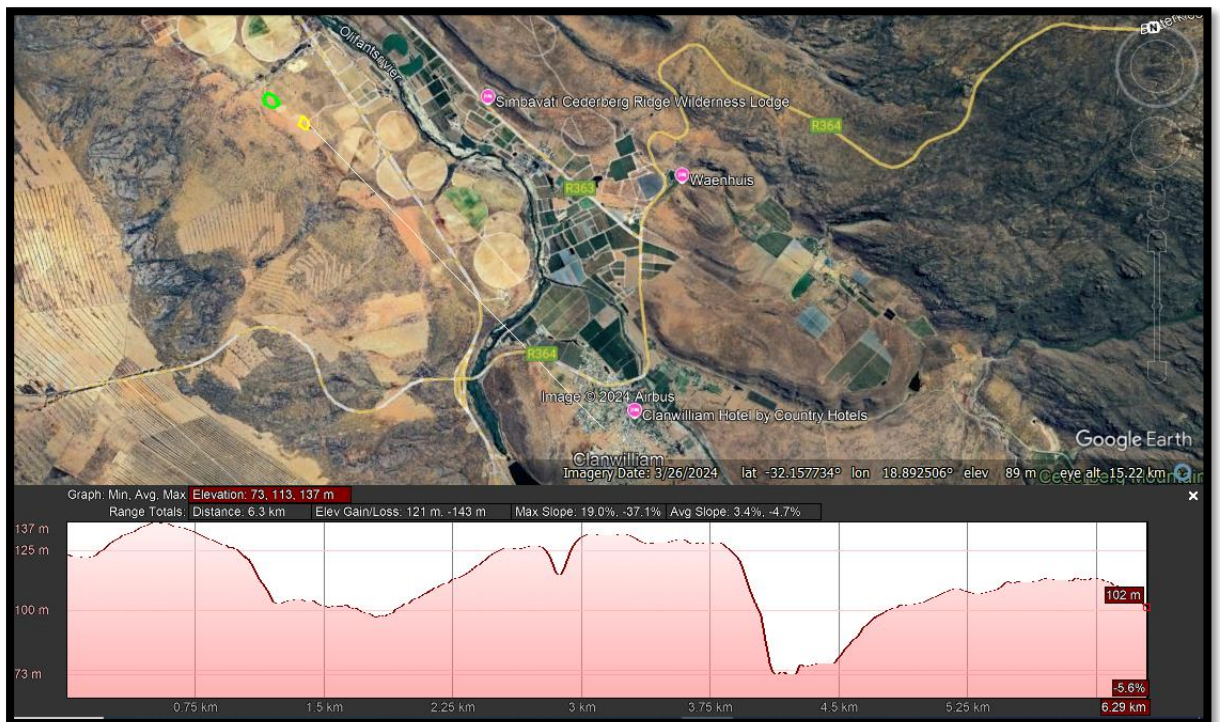 Olifantsrivier
N
Simbavati Cederberg Ridge Wilderness Lodge
R364
R363
Waenhuis
R364
Image © 2024 Airbus
Clanwilliam Hotel by Country Hotels
Google Earth
Clanwilliam
Imagery Date: 3/26/2024 lat -32.157734° lon 18.892506° elev 89 m eye alt 15.22 km
Cederberg Mountain
Graph: Min, Avg, Max Elevation: 73, 113, 137 m
Range Totals: Distance: 6.3 km Elev Gain/Loss: 121 m, -143 m Max Slope: 19.0%, -37.1% Avg Slope: 3.4%, -4.7%
137 m
125 m
100 m
102 m
73 m
-5.6%
0.75 km 1.5 km 2.25 km 3 km 3.75 km 4.5 km 5.25 km 6.29 km